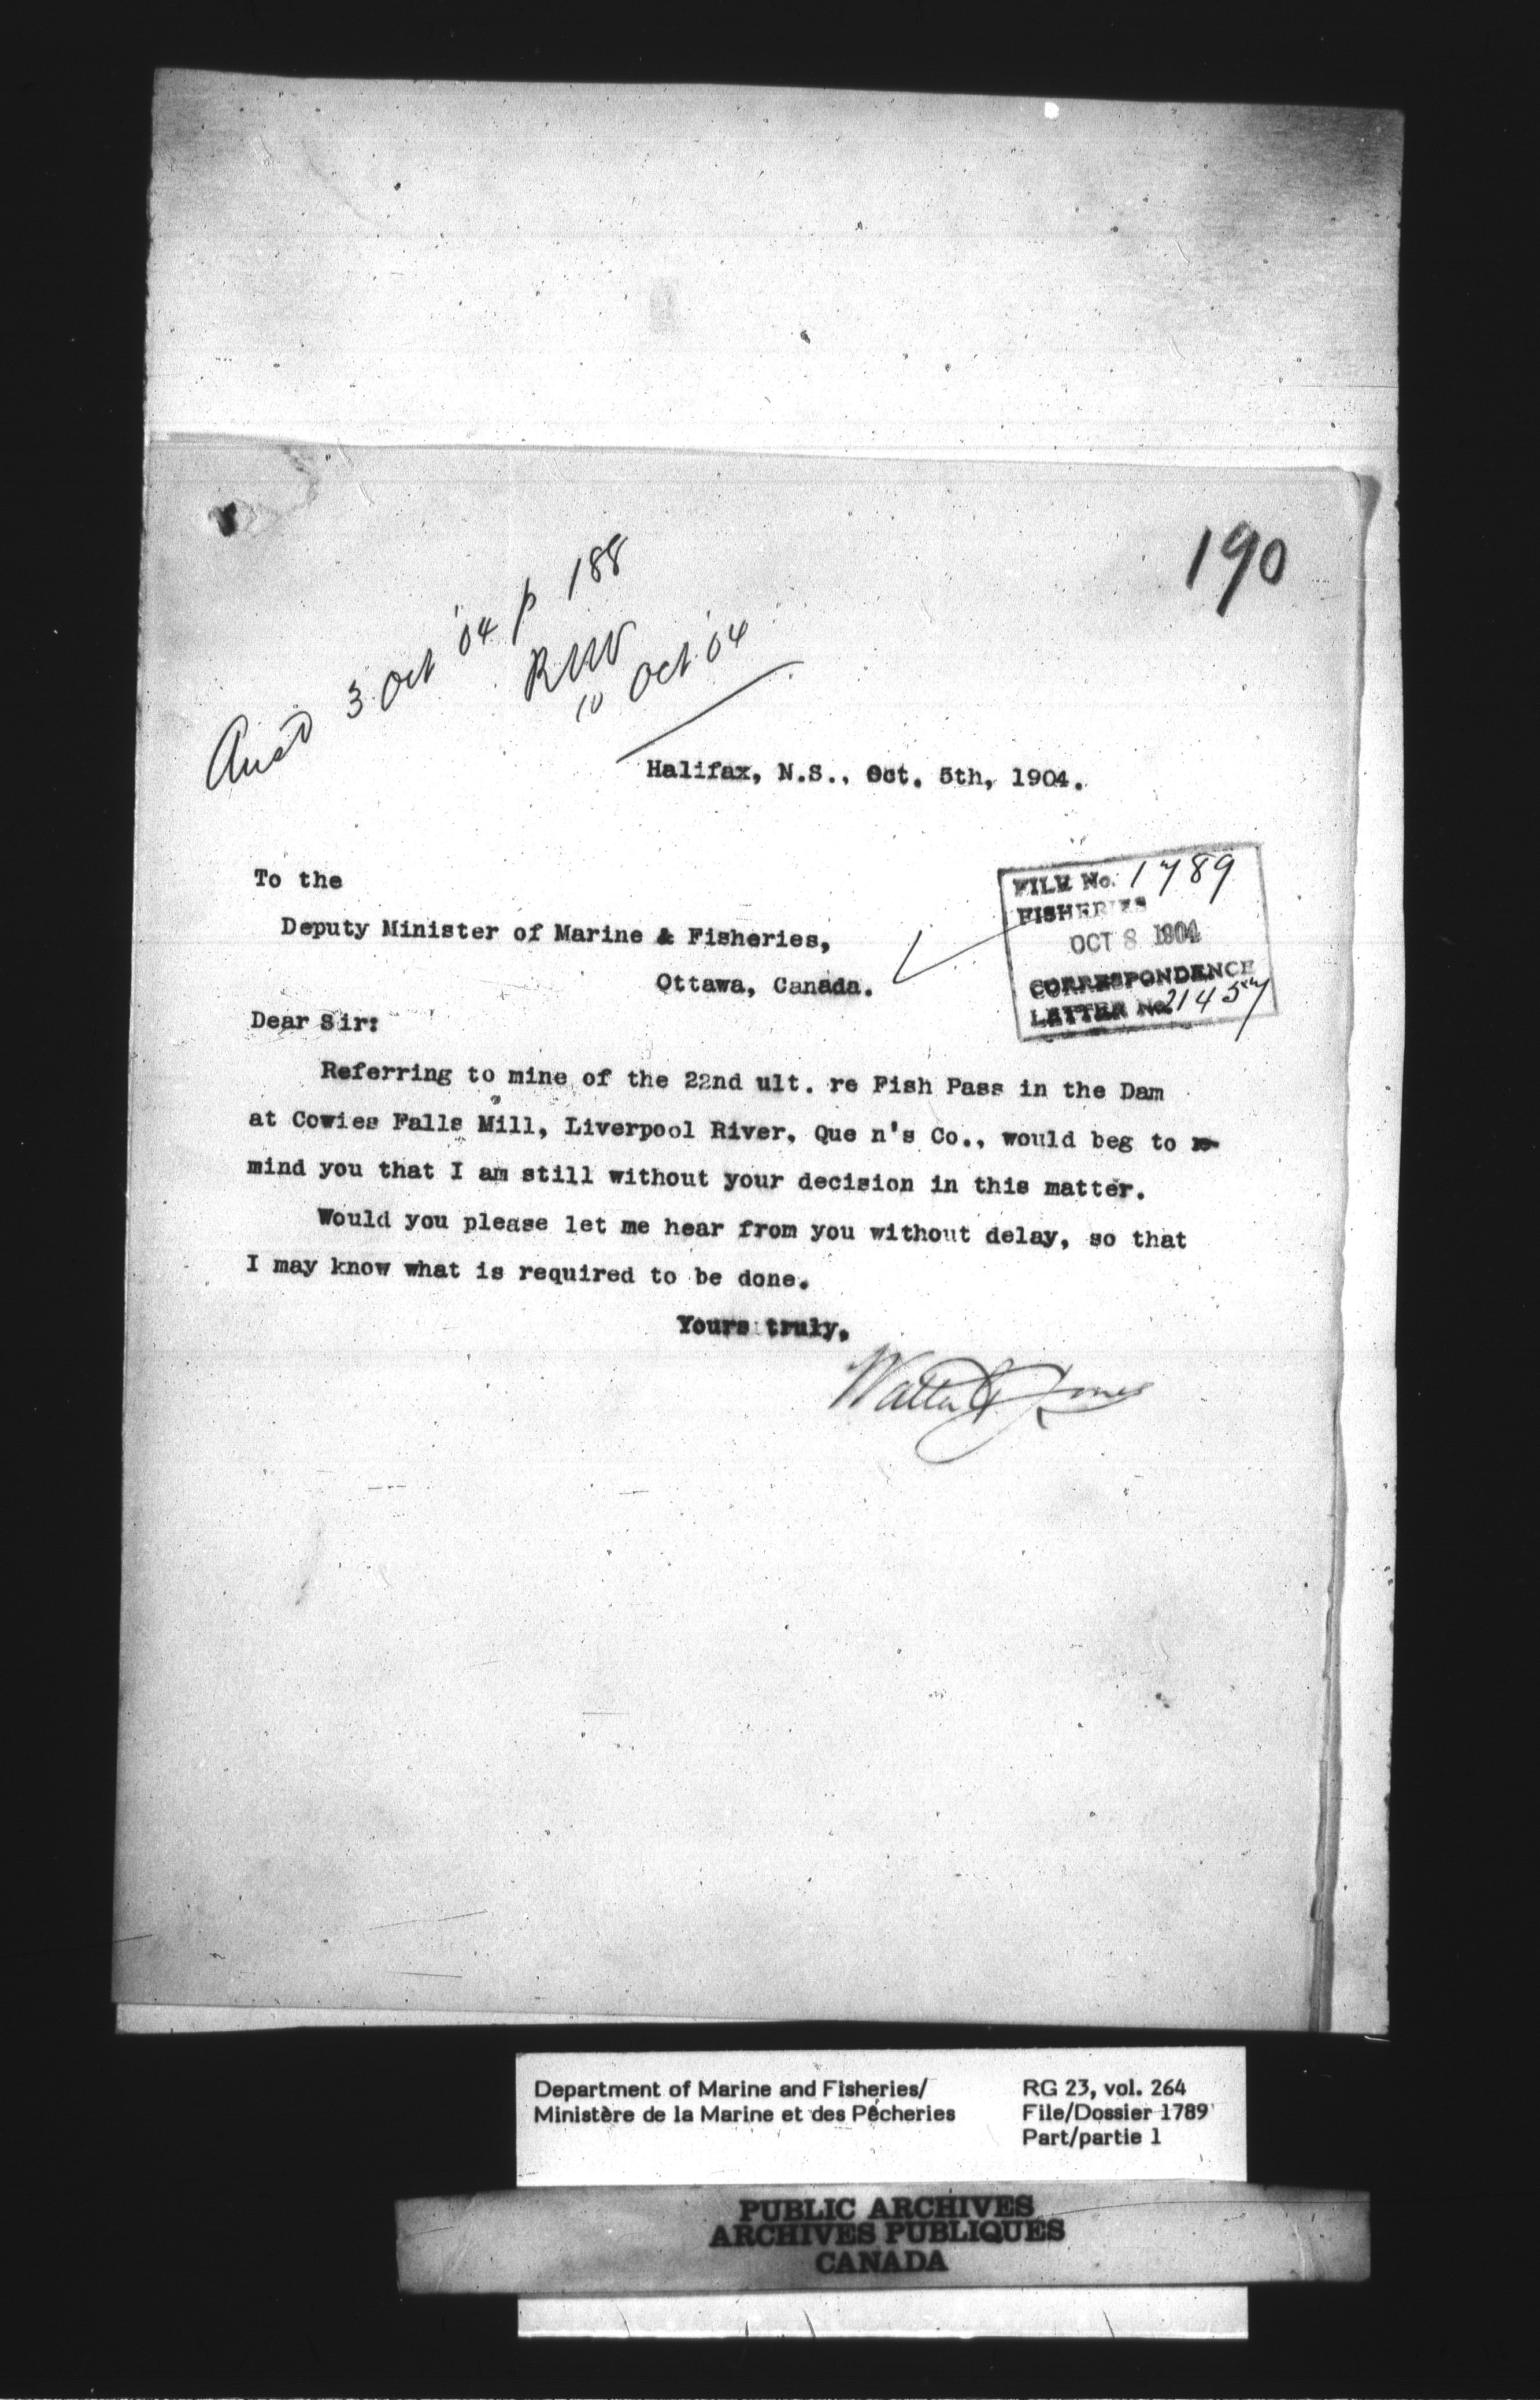 190
Ansd 3 Oct '04 p 188
10 Oct '04
Halifax, N.S., Oct. 5th, 1904.
FILE No. 1789
FISHERIES
OCT 8 1904
CORRESPONDENCE
LETTER No. 21457
To the
Deputy Minister of Marine & Fisheries,
Ottawa, Canada.
Dear Sir:
Referring to mine of the 22nd ult. re Fish Pass in the Dam
at Cowies Falls Mill, Liverpool River, Que n's Co., would beg to re-
mind you that I am still without your decision in this matter.
Would you please let me hear from you without delay, so that
I may know what is required to be done.
Yours truly,
Walter Jones
Department of Marine and Fisheries/
Ministère de la Marine et des Pêcheries
RG 23, vol. 264
File/Dossier 1789
Part/partie 1
PUBLIC ARCHIVES
ARCHIVES PUBLIQUES
CANADA